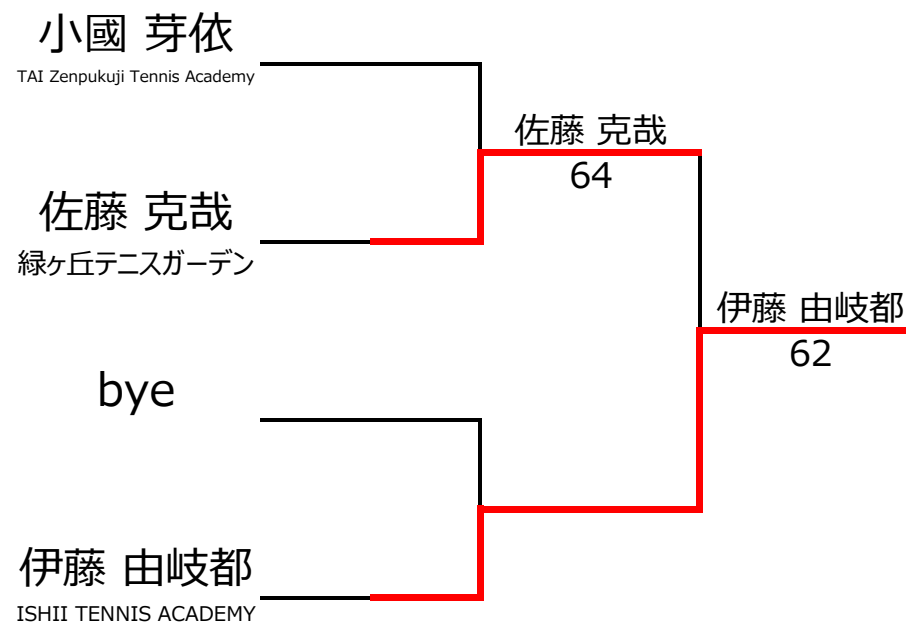 小國 芽依
TAI Zenpukuji Tennis Academy
佐藤 克哉
64
佐藤 克哉
緑ヶ丘テニスガーデン
伊藤 由岐都
62
bye
伊藤 由岐都
ISHII TENNIS ACADEMY